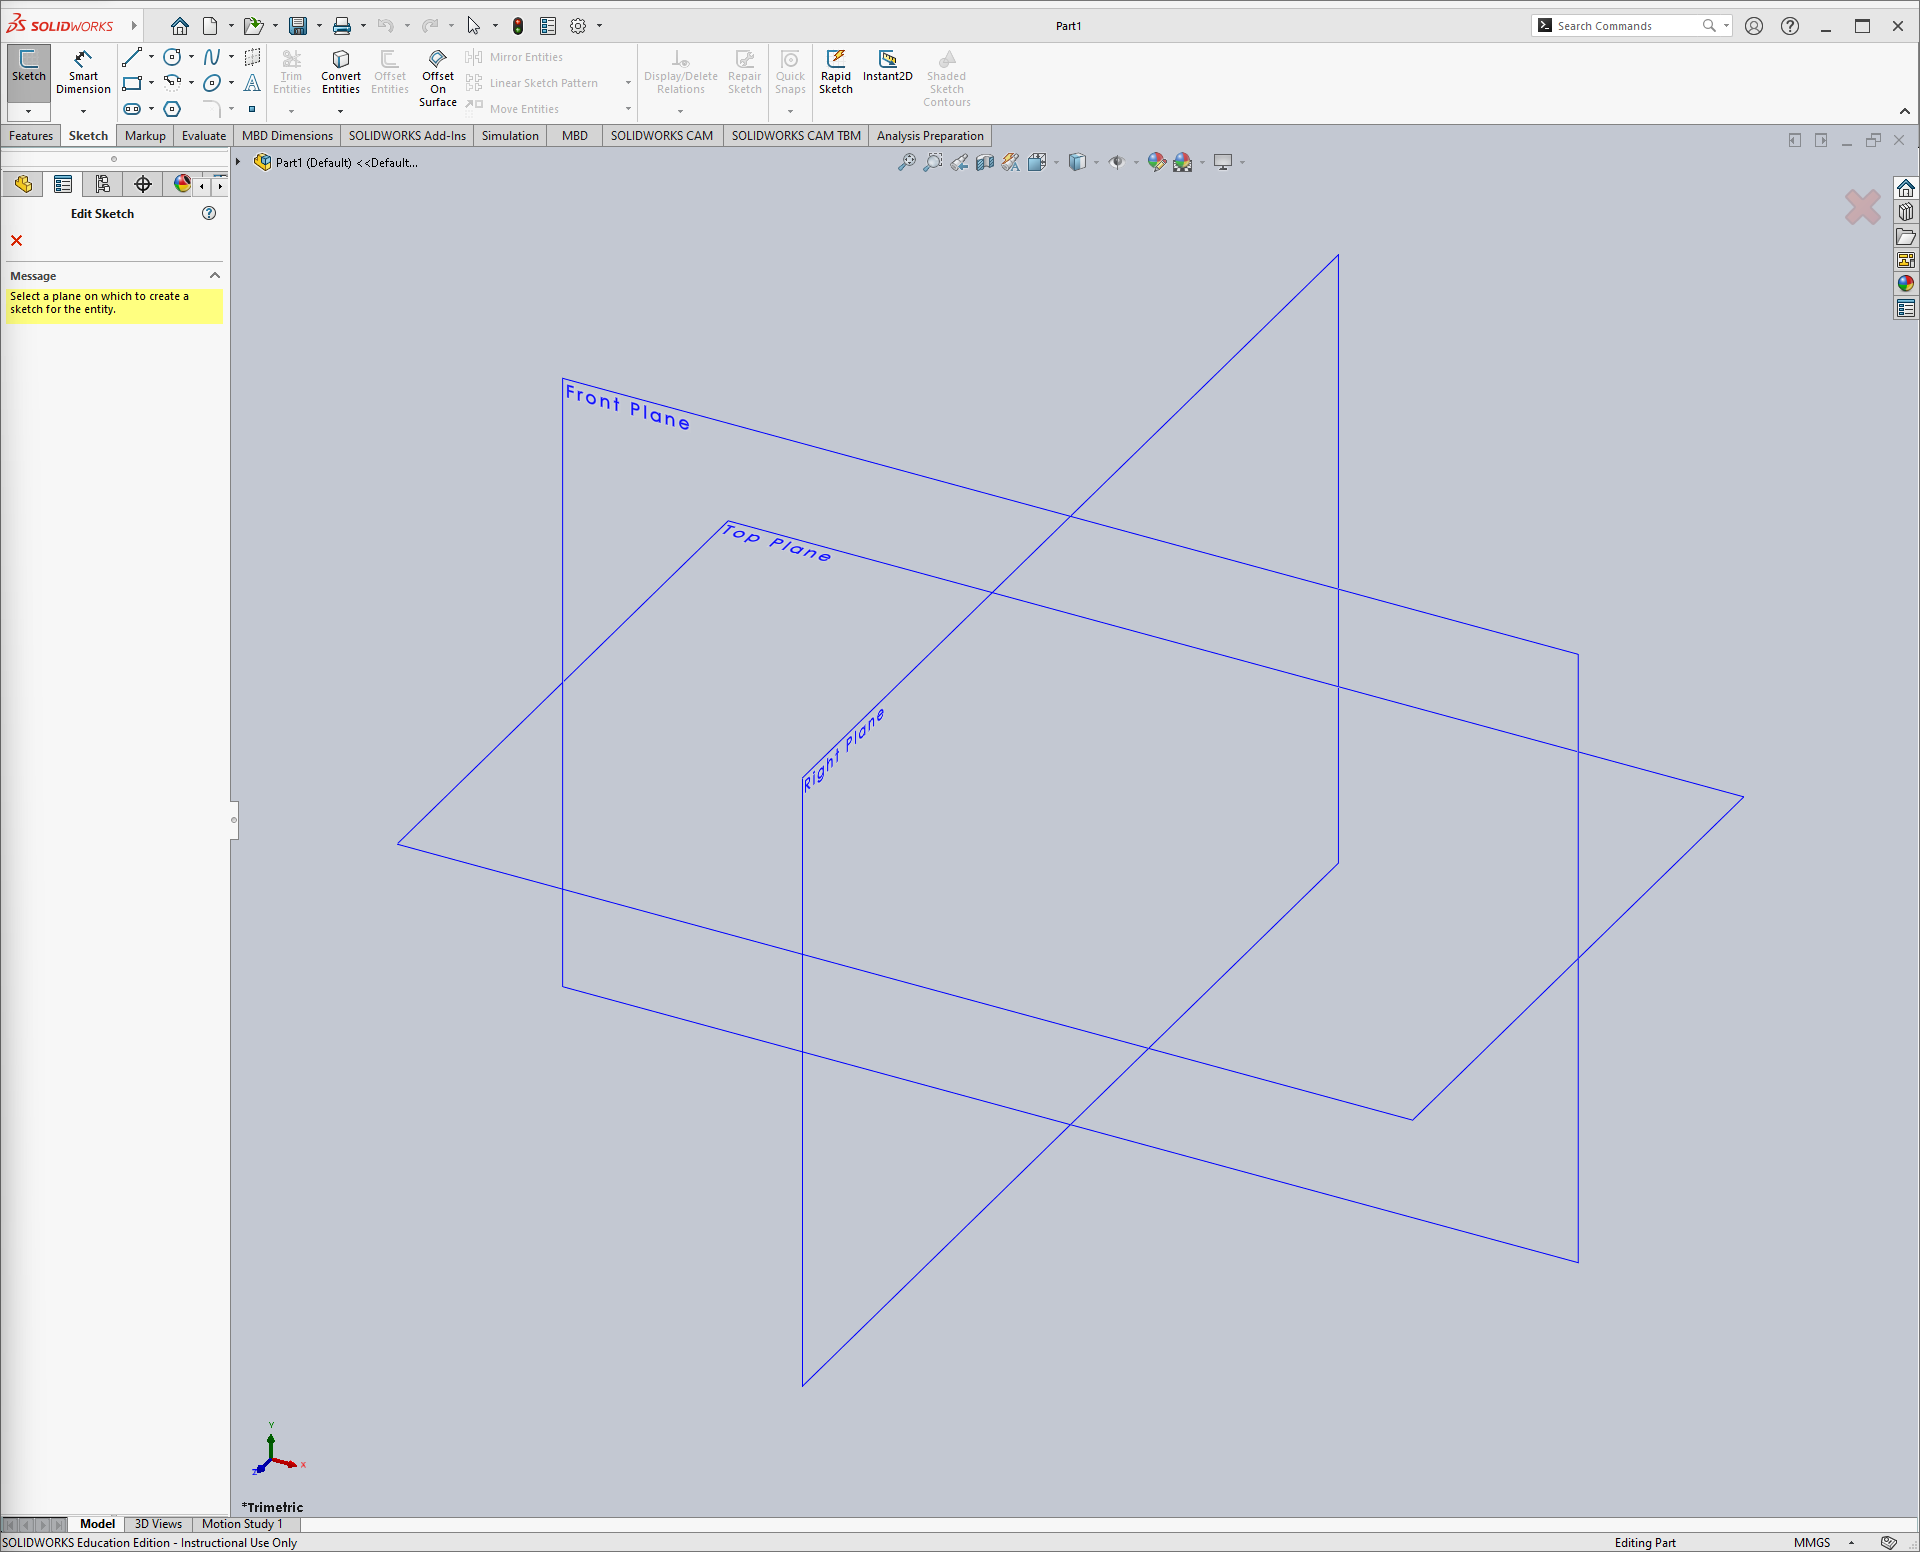 SOLIDWORKS
Part1
Search Commands
Sketch
Smart Dimension
Trim Entities
Convert Entities
Offset Entities
Offset On Surface
Mirror Entities
Linear Sketch Pattern
Move Entities
Display/Delete Relations
Repair Sketch
Quick Snaps
Rapid Sketch
Instant2D
Shaded Sketch Contours
Features
Sketch
Markup
Evaluate
MBD Dimensions
SOLIDWORKS Add-Ins
Simulation
MBD
SOLIDWORKS CAM
SOLIDWORKS CAM TBM
Analysis Preparation
Part1 (Default) <<Default...
Edit Sketch
Message
Select a plane on which to create a
sketch for the entity.
Front Plane
Top Plane
Right Plane
Y
X
Z
*Trimetric
Model
3D Views
Motion Study 1
SOLIDWORKS Education Edition - Instructional Use Only
Editing Part
MMGS